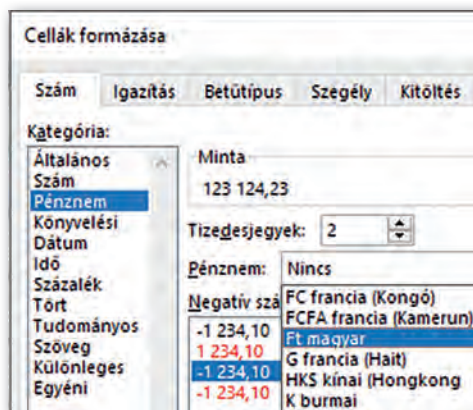 Cellák formázása
Szám Igazítás Betűtípus Szegély Kitöltés
Kategória:
Általános
Szám
Pénznem
Könyvelési
Dátum
Idő
Százalék
Tört
Tudományos
Szöveg
Különleges
Egyéni
Minta
123 124,23
Tizedesjegyek: 2
Pénznem: Nincs
FC francia (Kongó)
FCFA francia (Kamerun)
Ft magyar
G francia (Hait)
HK$ kínai (Hongkong
K burmai
Negatív szá
-1 234,10
1 234,10
-1 234,10
-1 234,10